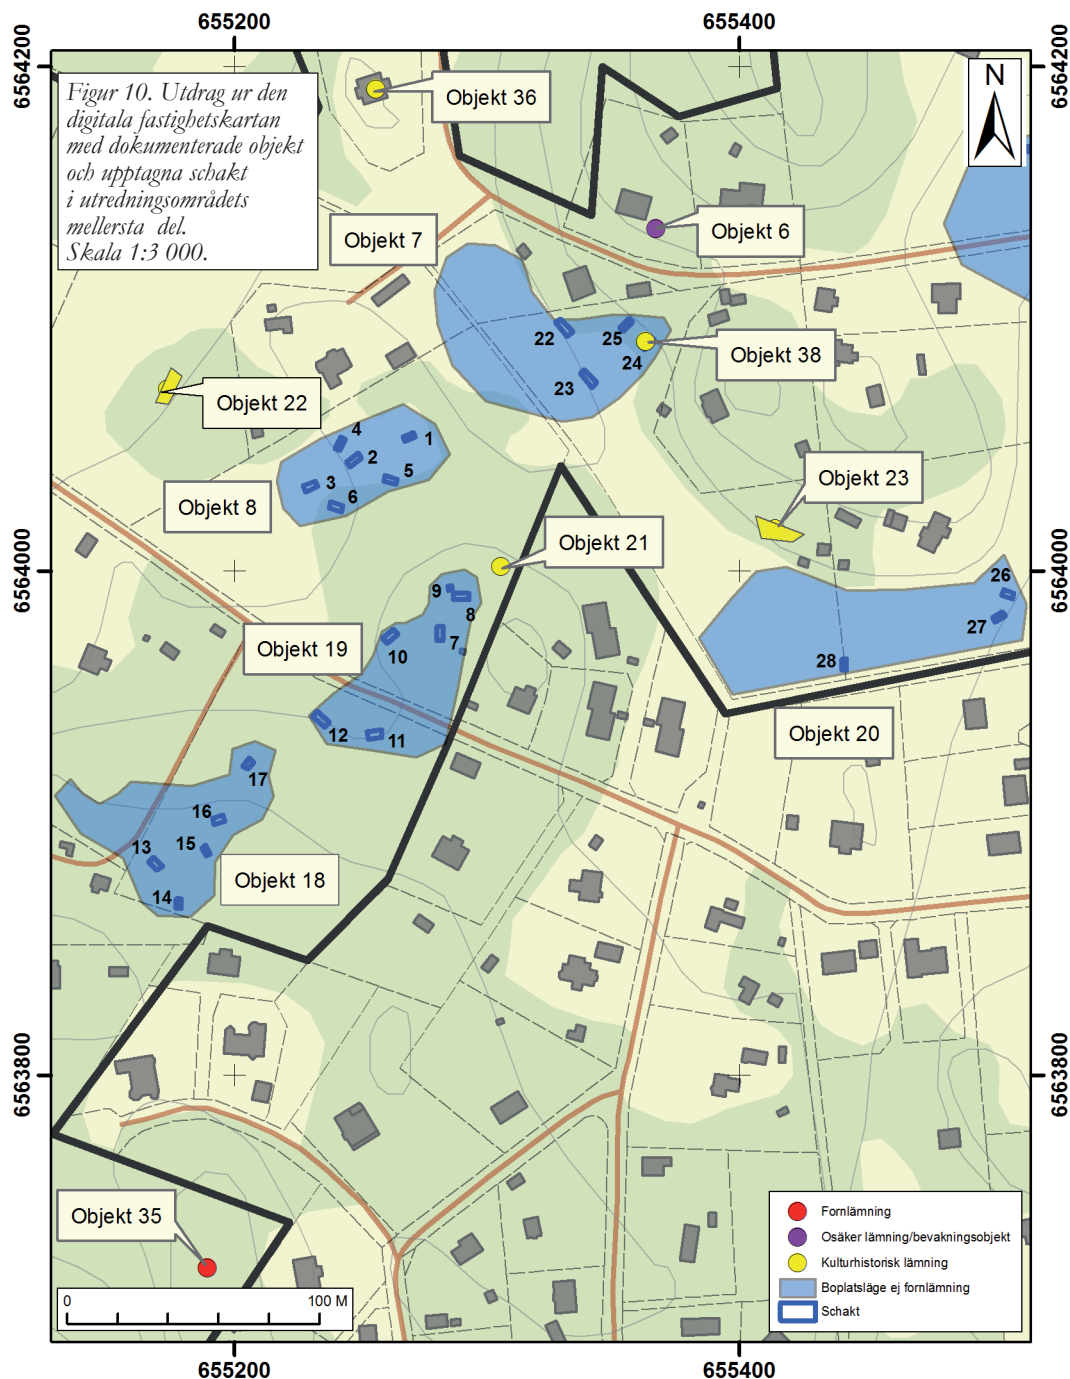 655200
655400
6564200
6564200
Figur 10. Utdrag ur den
digitala fastighetskartan
med dokumenterade objekt
och upptagna schakt
i utredningsområdets
mellersta del.
Skala 1:3 000.
N
Objekt 36
Objekt 7
Objekt 6
22
25
24
23
Objekt 38
Objekt 22
4
1
2
5
3
6
Objekt 8
Objekt 23
Objekt 21
6564000
6564000
9
8
7
10
26
27
28
Objekt 19
12
11
Objekt 20
17
16
15
13
14
Objekt 18
6563800
6563800
Objekt 35
0
100 M
Fornlämning
Osäker lämning/bevakningsobjekt
Kulturhistorisk lämning
Boplatsläge ej fornlämning
Schakt
655200
655400